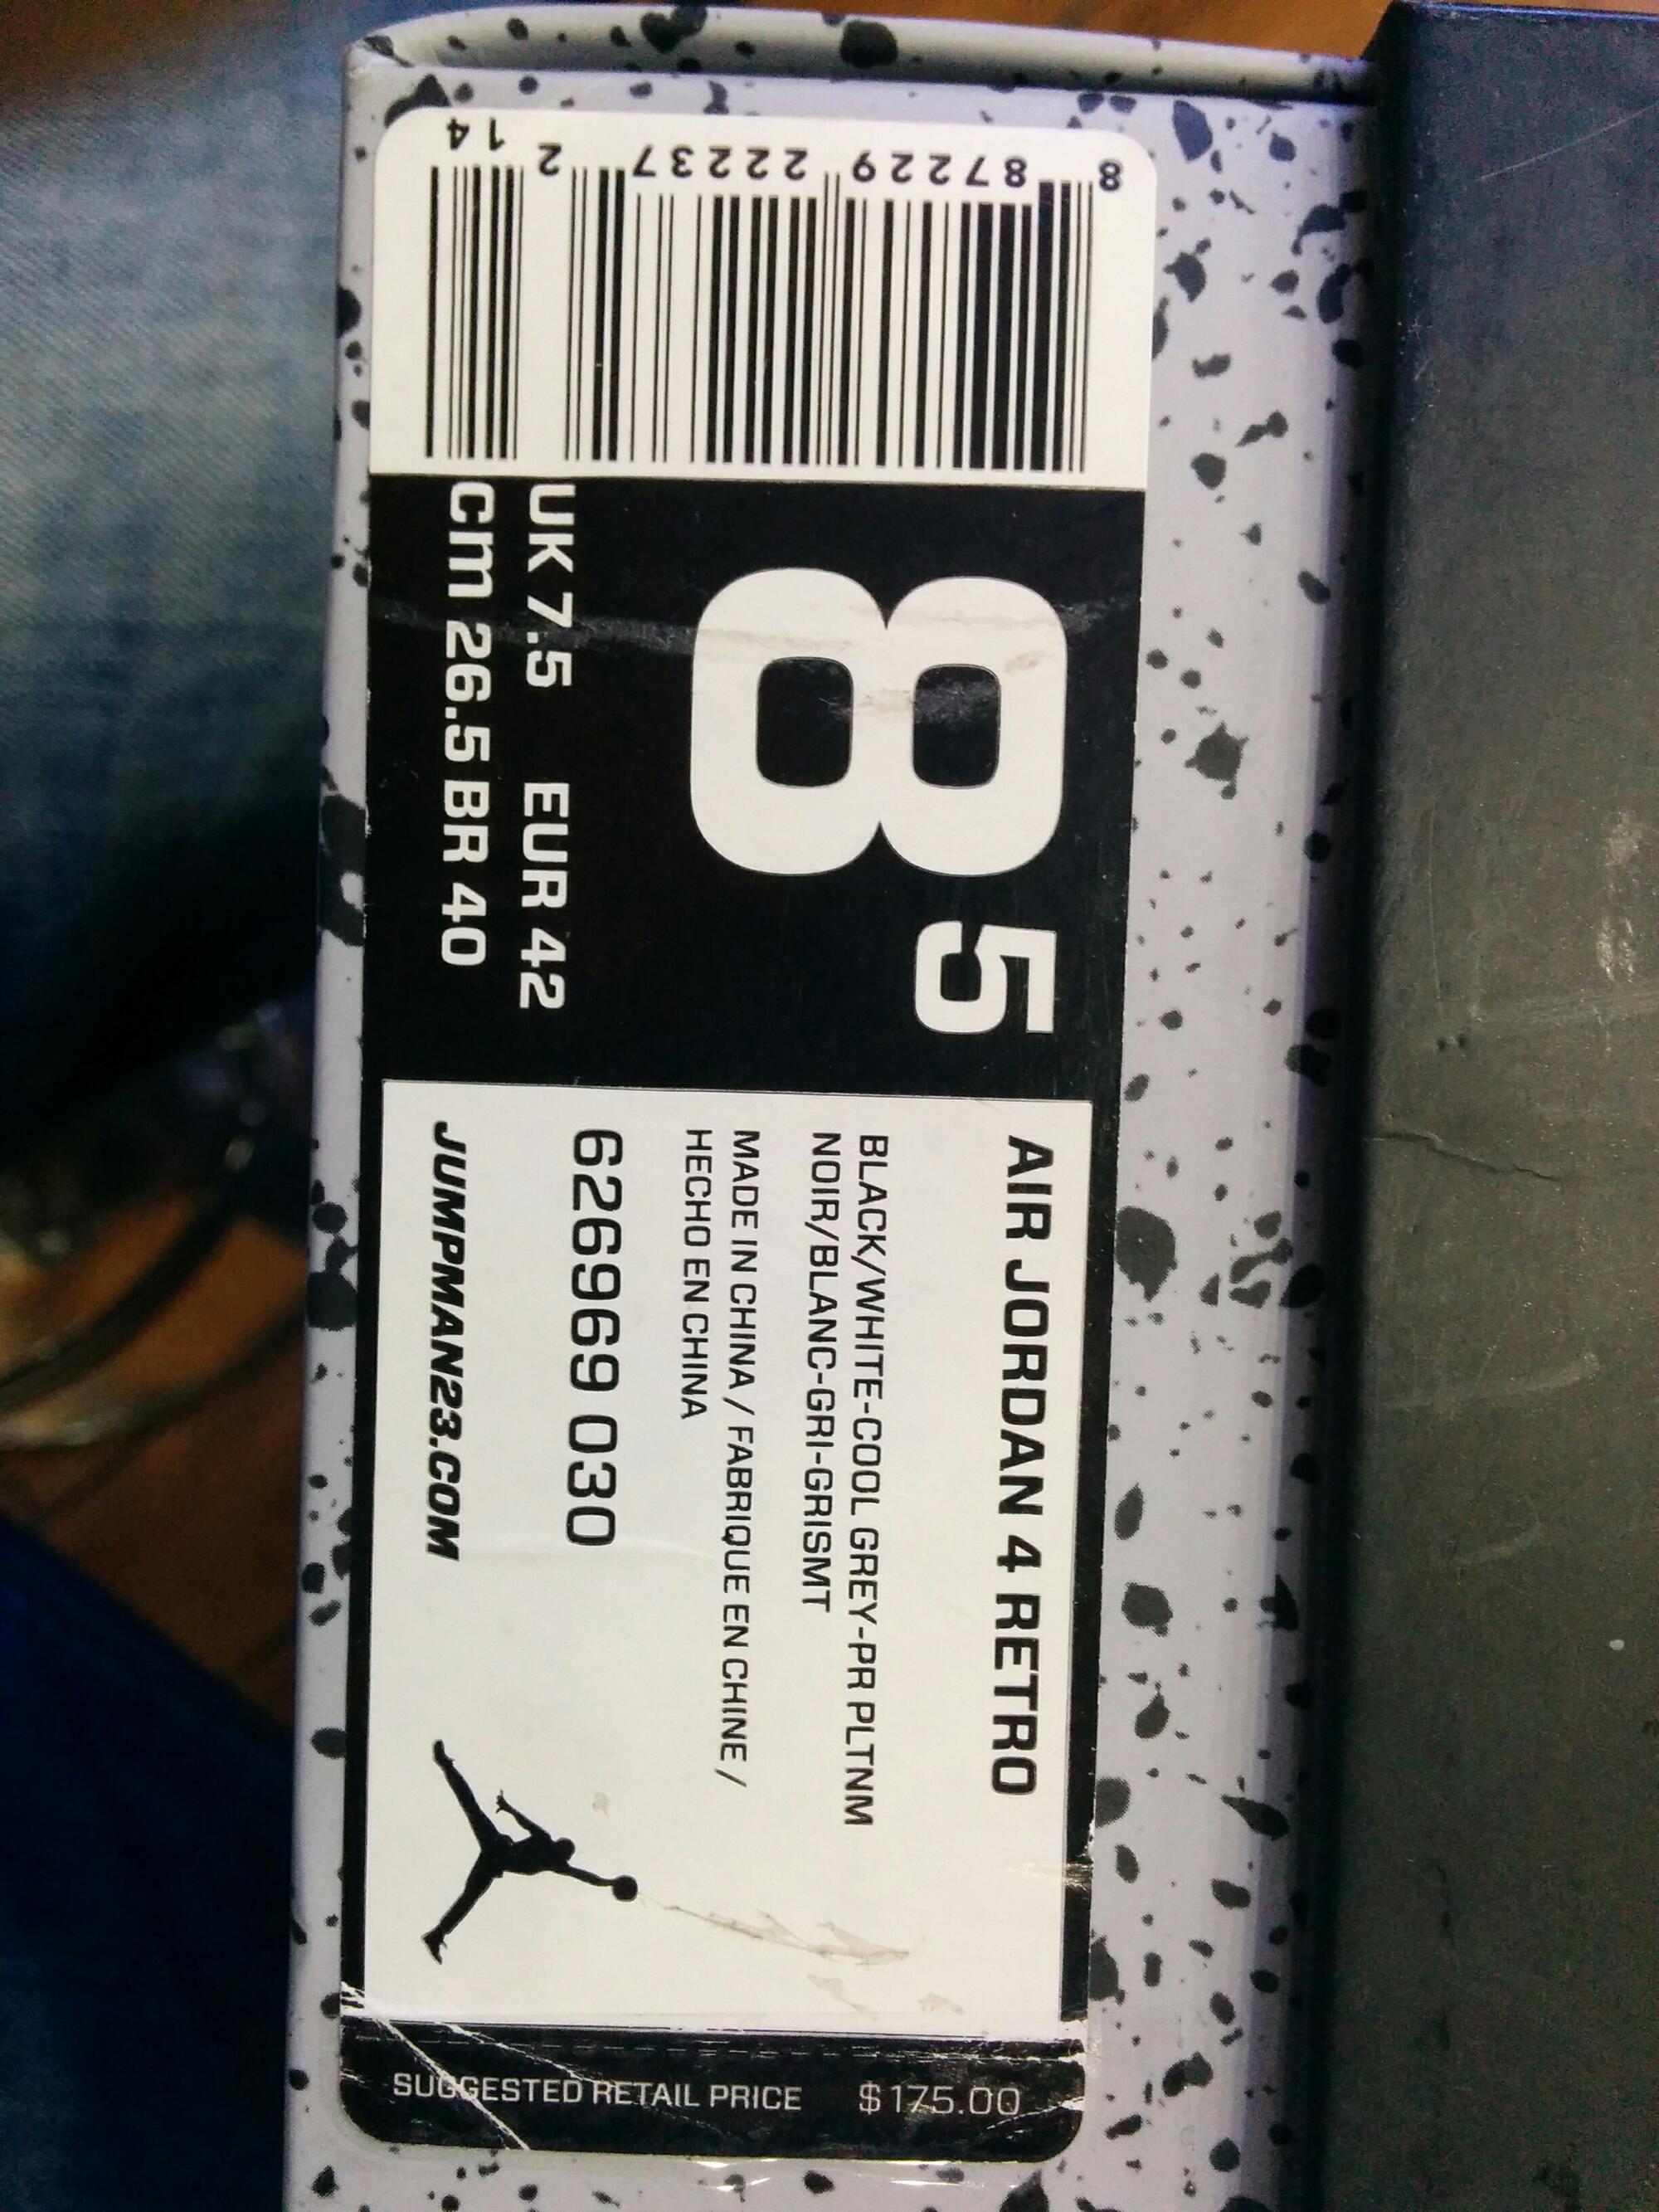 8 87229 22237 2 14
8 5
UK 7.5 EUR 42
cm 26.5 BR 40
AIR JORDAN 4 RETRO
BLACK/WHITE-COOL GREY-PR PLTNM
NOIR/BLANC-GRI-GRISMT
MADE IN CHINA / FABRIQUE EN CHINE /
HECHO EN CHINA
626969 030
JUMPMAN23.COM
SUGGESTED RETAIL PRICE $175.00